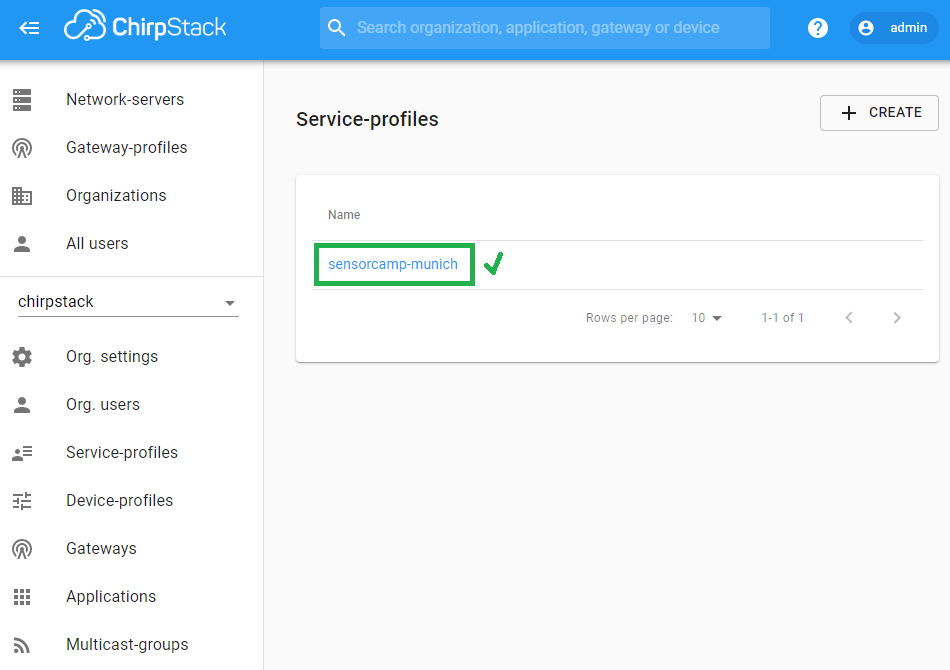 ChirpStack
Search organization, application, gateway or device
?
admin
Network-servers
Gateway-profiles
Organizations
All users
chirpstack
Org. settings
Org. users
Service-profiles
Device-profiles
Gateways
Applications
Multicast-groups
Service-profiles
+ CREATE
Name
sensorcamp-munich
Rows per page: 10 1-1 of 1